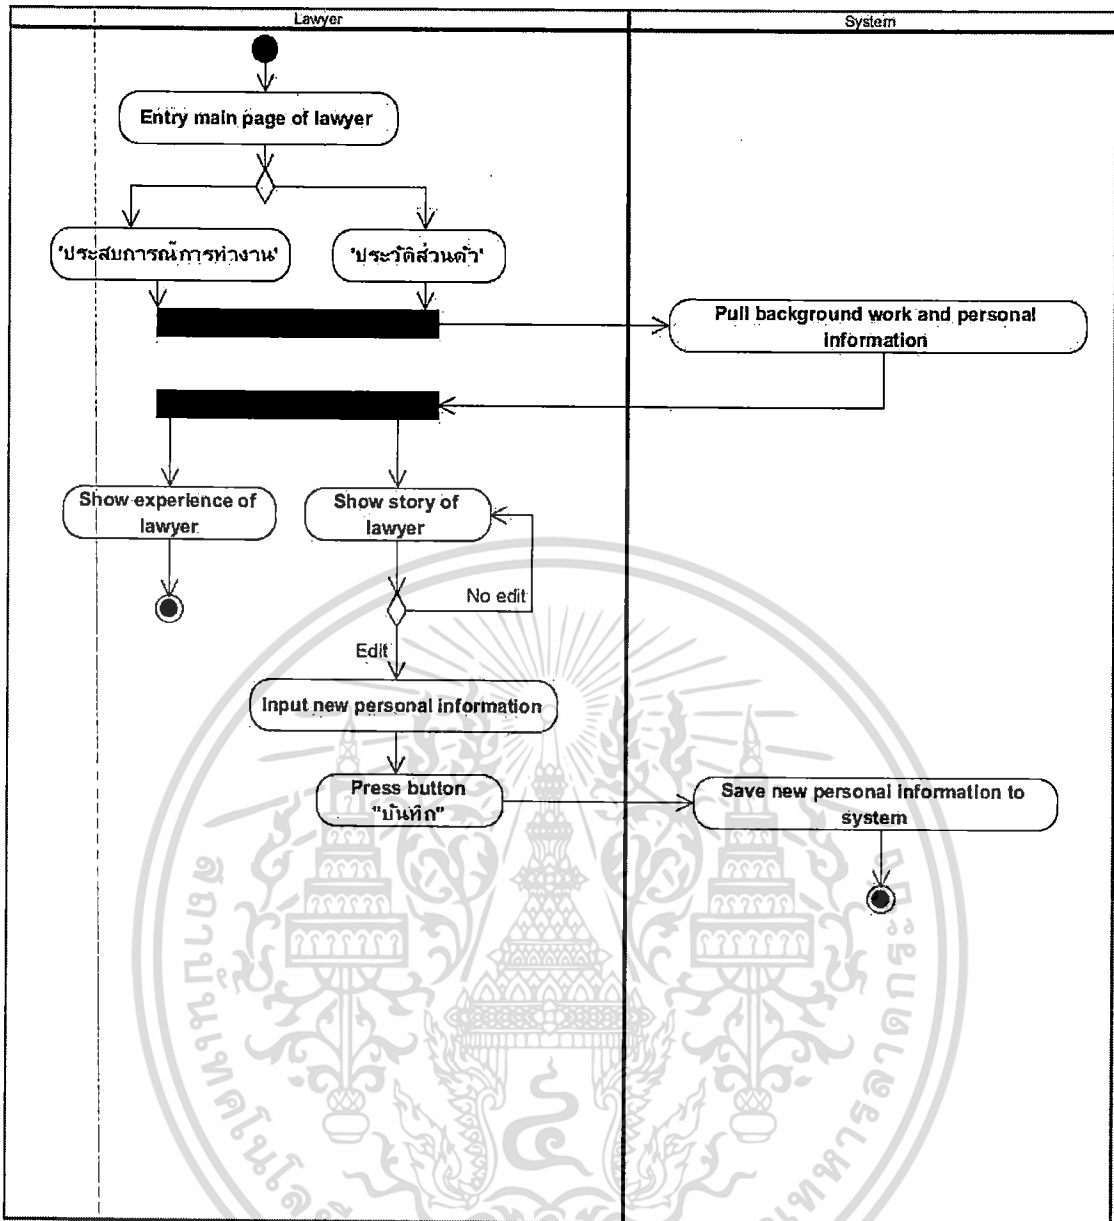 Lawyer
System
Entry main page of lawyer
'ประสบการณ์การทำงาน'
'ประวัติส่วนตัว'
Pull background work and personal
information
Show experience of
lawyer
Show story of
lawyer
No edit
Edit
Input new personal information
Press button
"บันทึก"
Save new personal information to
system